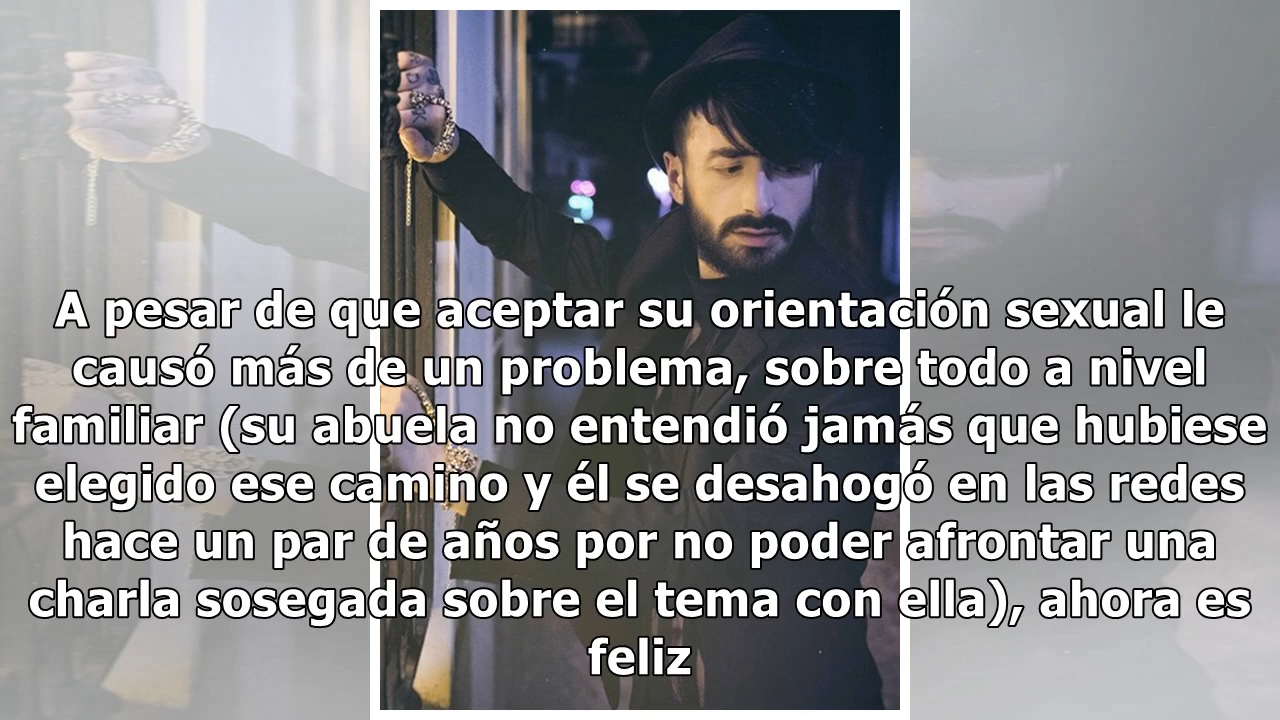 A pesar de que aceptar su orientación sexual le
causó más de un problema, sobre todo a nivel
familiar (su abuela no entendió jamás que hubiese
elegido ese camino y él se desahogó en las redes
hace un par de años por no poder afrontar una
charla sosegada sobre el tema con ella), ahora es
feliz